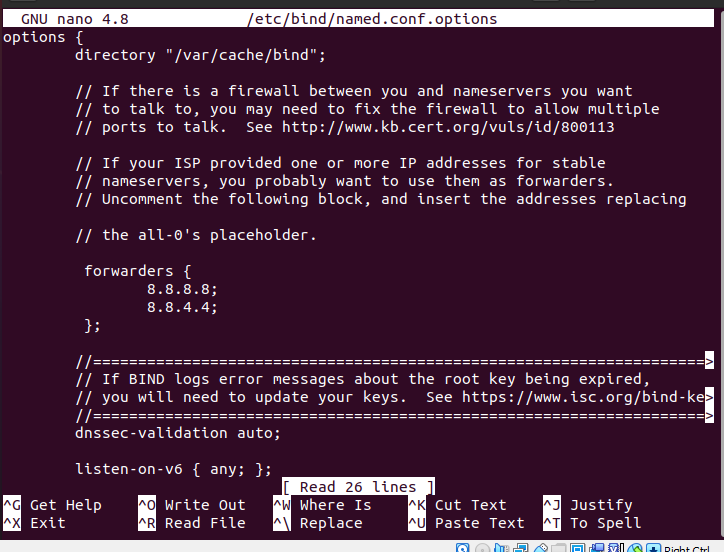 GNU nano 4.8 /etc/bind/named.conf.options
options {
directory "/var/cache/bind";
// If there is a firewall between you and nameservers you want
// to talk to, you may need to fix the firewall to allow multiple
// ports to talk. See http://www.kb.cert.org/vuls/id/800113
// If your ISP provided one or more IP addresses for stable
// nameservers, you probably want to use them as forwarders.
// Uncomment the following block, and insert the addresses replacing
// the all-0's placeholder.
forwarders {
8.8.8.8;
8.8.4.4;
};
//====================================================================>
// If BIND logs error messages about the root key being expired,
// you will need to update your keys. See https://www.isc.org/bind-ke>
//====================================================================>
dnssec-validation auto;
listen-on-v6 { any; };
[ Read 26 lines ]
^G Get Help ^O Write Out ^W Where Is ^K Cut Text ^J Justify
^X Exit ^R Read File ^\ Replace ^U Paste Text ^T To Spell
Right Ctrl